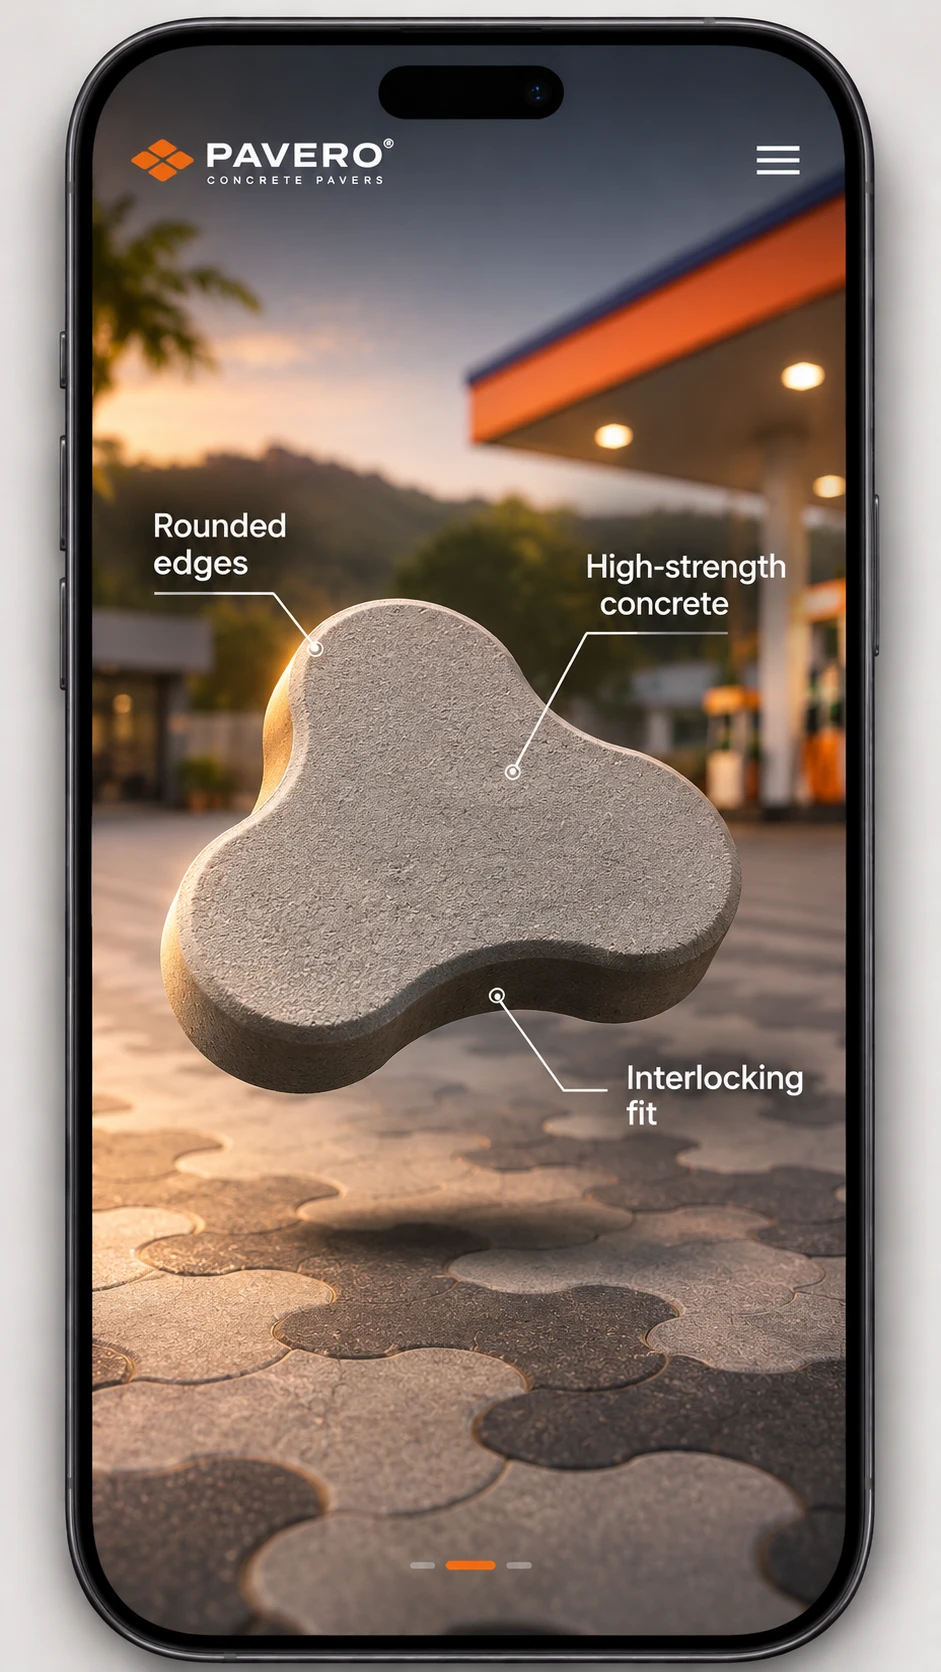 PAVERO®
CONCRETE PAVERS
Rounded
edges
High-strength
concrete
Interlocking
fit